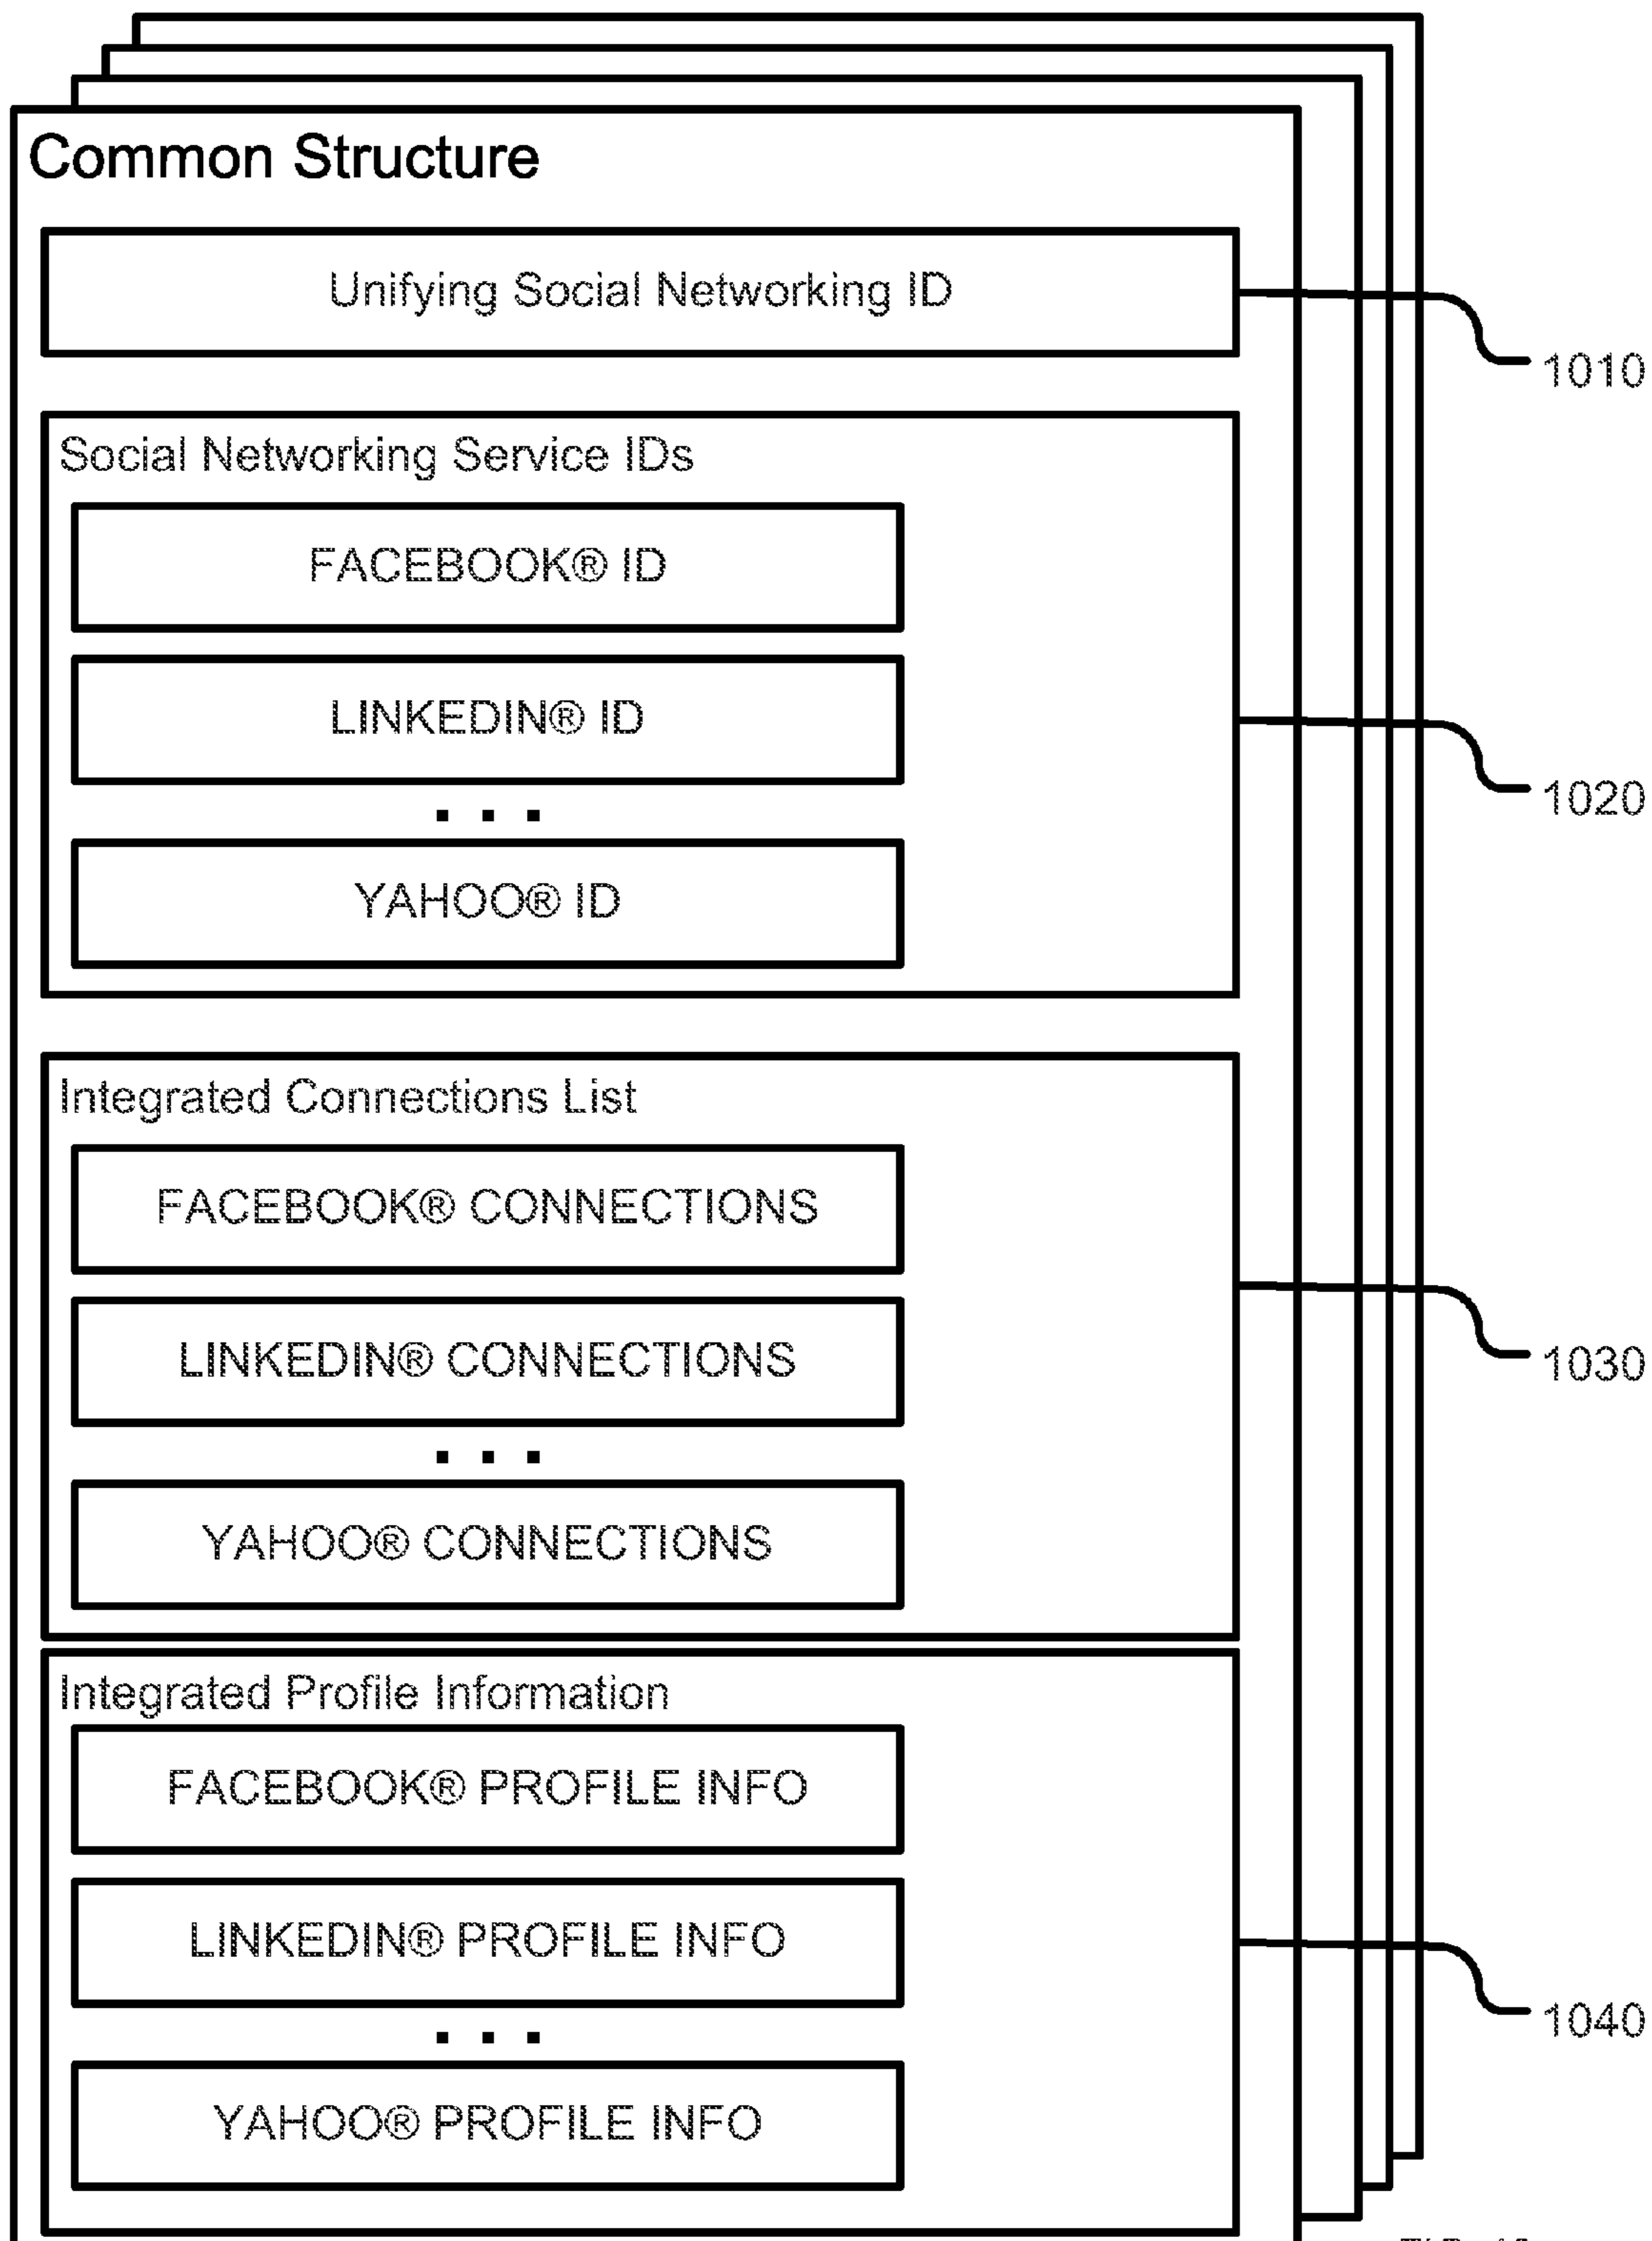 Common Structure
Unifying Social Networking ID
1010
Social Networking Service IDs
FACEBOOK® ID
LINKEDIN® ID
1020
. . .
YAHOO® ID
Integrated Connections List
FACEBOOK® CONNECTIONS
LINKEDIN® CONNECTIONS
1030
. . .
YAHOO® CONNECTIONS
Integrated Profile Information
FACEBOOK® PROFILE INFO
LINKEDIN® PROFILE INFO
1040
. . .
YAHOO® PROFILE INFO